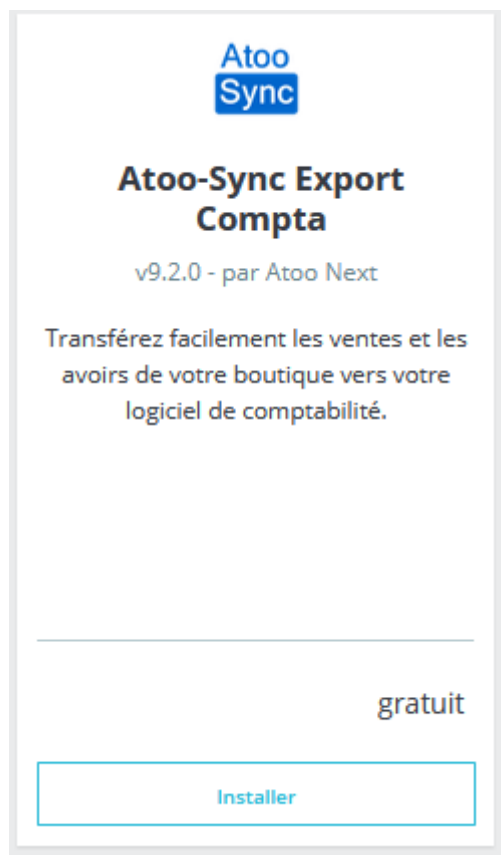 Atoo
Sync
Atoo-Sync Export
Compta
v9.2.0 - par Atoo Next
Transférez facilement les ventes et les
avoirs de votre boutique vers votre
logiciel de comptabilité.
gratuit
Installer